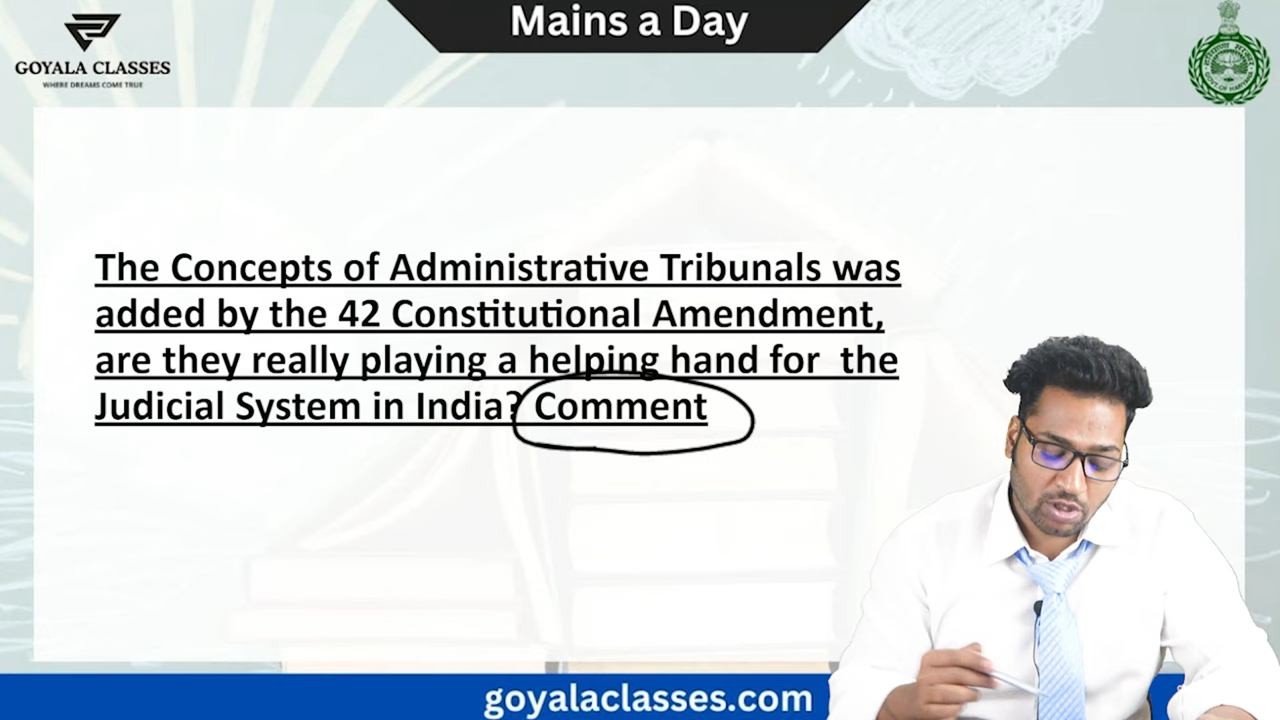 Mains a Day
GOYALA CLASSES
WHERE DREAMS COME TRUE
The Concepts of Administrative Tribunals was
added by the 42 Constitutional Amendment,
are they really playing a helping hand for the
Judicial System in India? Comment
goyalaclasses.com